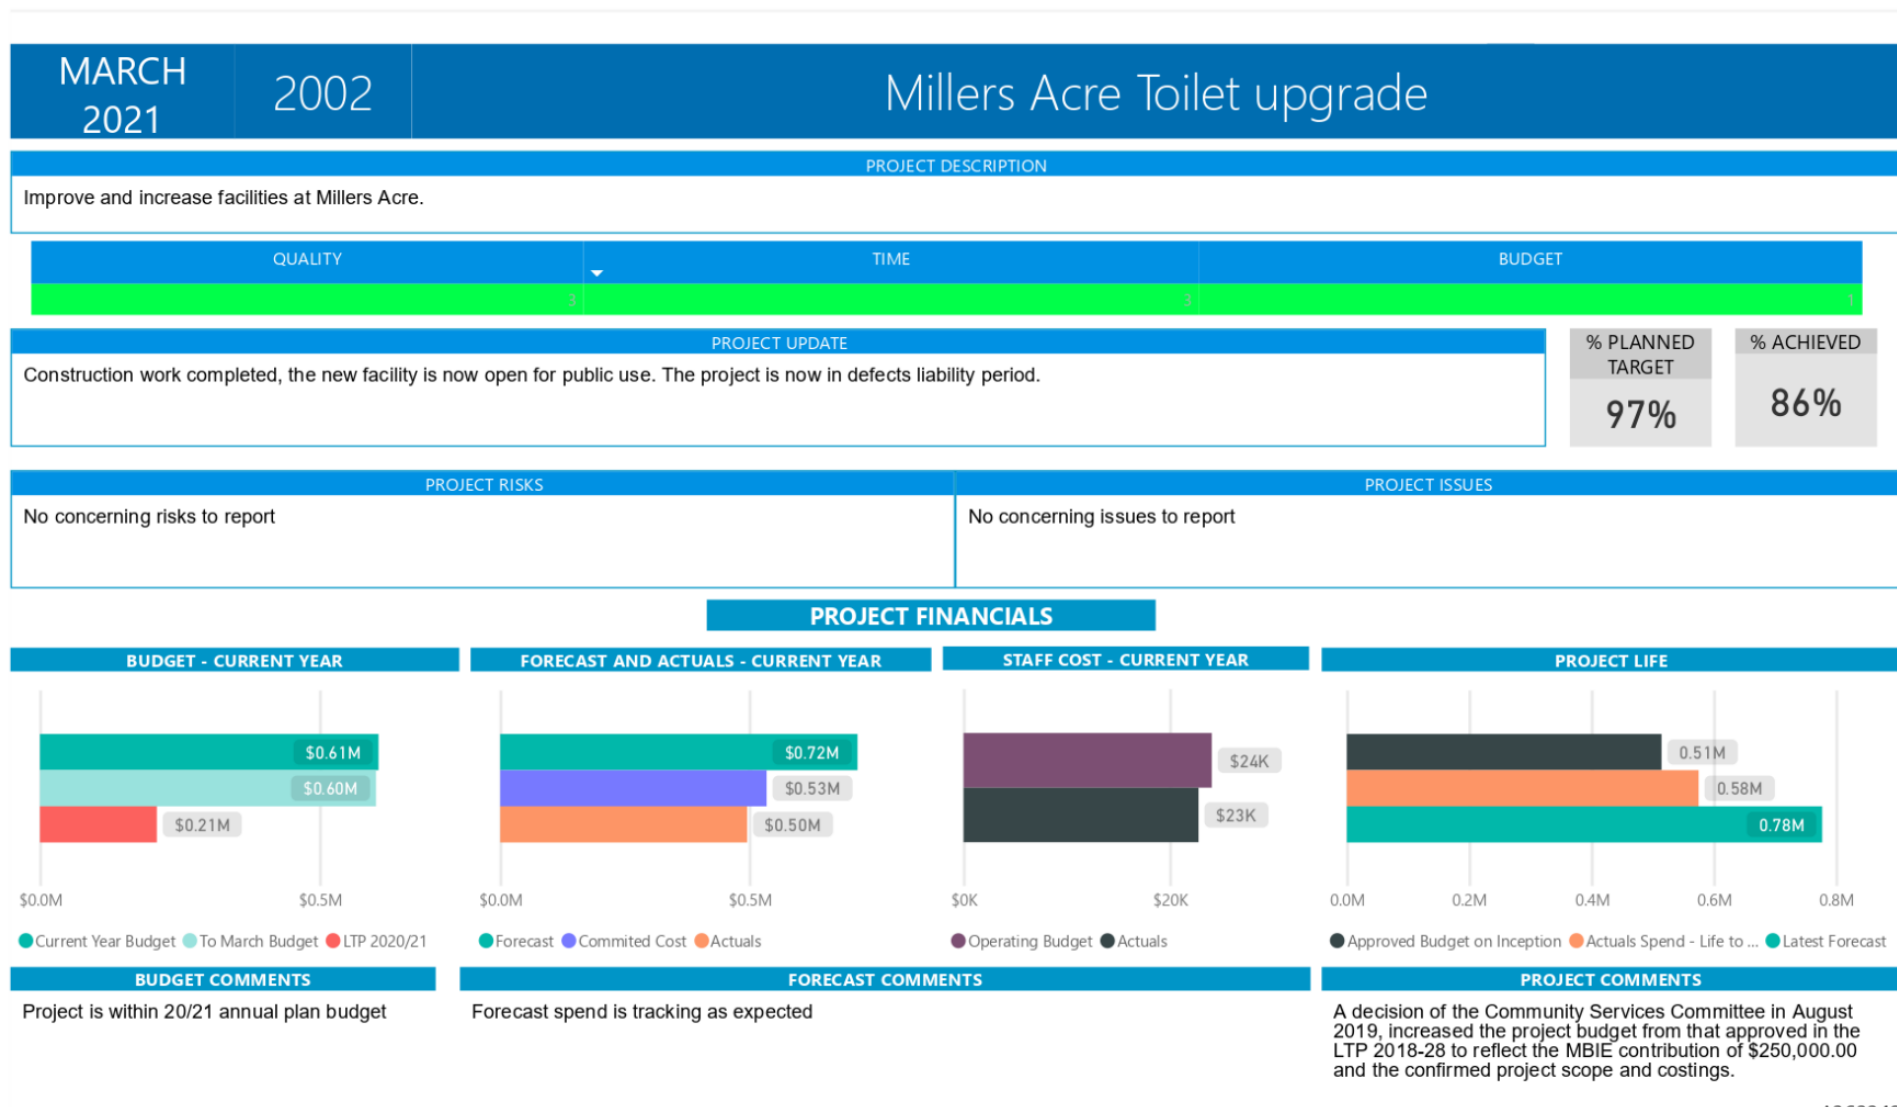 MARCH
2021
2002
Millers Acre Toilet upgrade
PROJECT DESCRIPTION
Improve and increase facilities at Millers Acre.
QUALITY
TIME
BUDGET
3
3
1
PROJECT UPDATE
Construction work completed, the new facility is now open for public use. The project is now in defects liability period.
% PLANNED
TARGET
97%
% ACHIEVED
86%
PROJECT RISKS
No concerning risks to report
PROJECT ISSUES
No concerning issues to report
PROJECT FINANCIALS
BUDGET - CURRENT YEAR
$0.61M
$0.60M
$0.21M
$0.0M
$0.5M
Current Year Budget
To March Budget
LTP 2020/21
FORECAST AND ACTUALS - CURRENT YEAR
$0.72M
$0.53M
$0.50M
$0.0M
$0.5M
Forecast
Commited Cost
Actuals
STAFF COST - CURRENT YEAR
$24K
$23K
$0K
$20K
Operating Budget
Actuals
PROJECT LIFE
0.51M
0.58M
0.78M
0.0M
0.2M
0.4M
0.6M
0.8M
Approved Budget on Inception
Actuals Spend - Life to ...
Latest Forecast
BUDGET COMMENTS
Project is within 20/21 annual plan budget
FORECAST COMMENTS
Forecast spend is tracking as expected
PROJECT COMMENTS
A decision of the Community Services Committee in August
2019, increased the project budget from that approved in the
LTP 2018-28 to reflect the MBIE contribution of $250,000.00
and the confirmed project scope and costings.